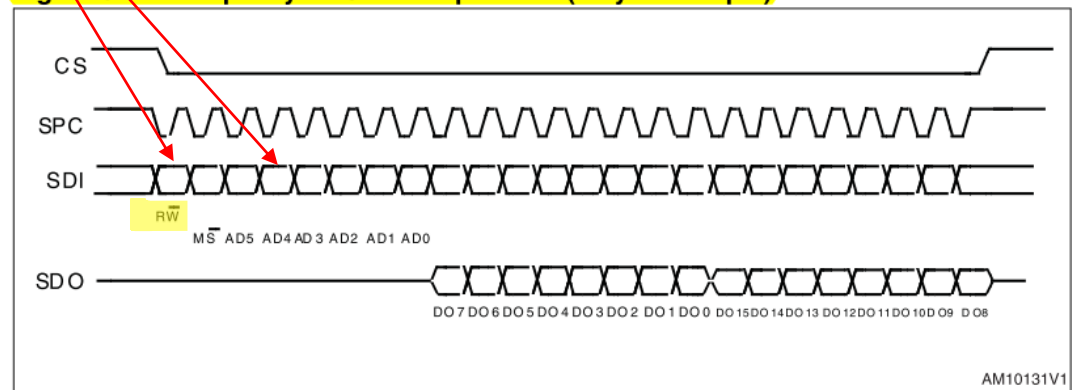 CS
SPC
SDI
RW̅
MS̅ AD5 AD4 AD3 AD2 AD1 AD0
SDO
DO7 DO6 DO5 DO4 DO3 DO2 DO1 DO0 DO15 DO14 DO13 DO12 DO11 DO10 DO9 DO8
AM10131V1